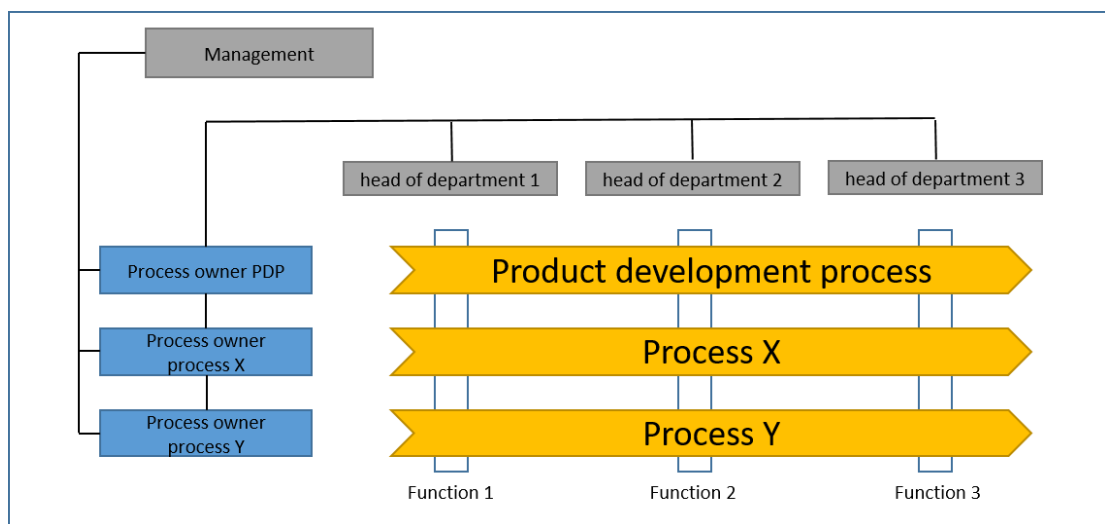 Management
head of department 1
head of department 2
head of department 3
Process owner PDP
Product development process
Process owner
process X
Process X
Process owner
process Y
Process Y
Function 1
Function 2
Function 3